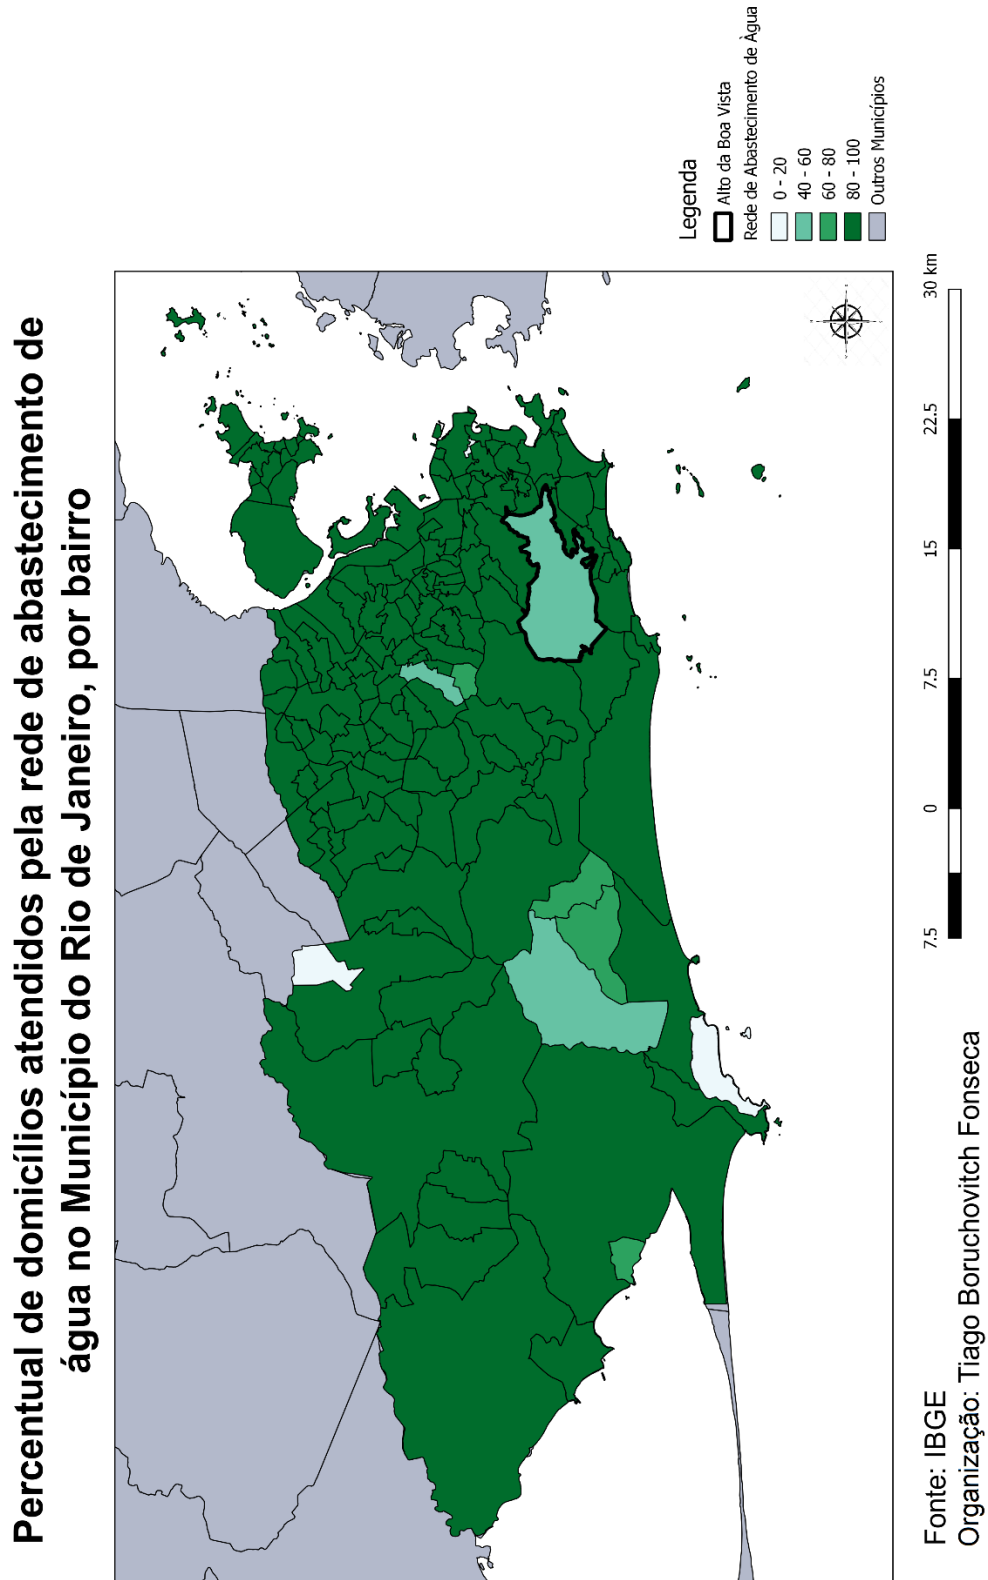 Percentual de domicílios atendidos pela rede de abastecimento de
água no Município do Rio de Janeiro, por bairro
Legenda
Alto da Boa Vista
Rede de Abastecimento de Àgua
0 - 20
40 - 60
60 - 80
80 - 100
Outros Municípios
7.5 0 7.5 15 22.5 30 km
Fonte: IBGE
Organização: Tiago Boruchovitch Fonseca